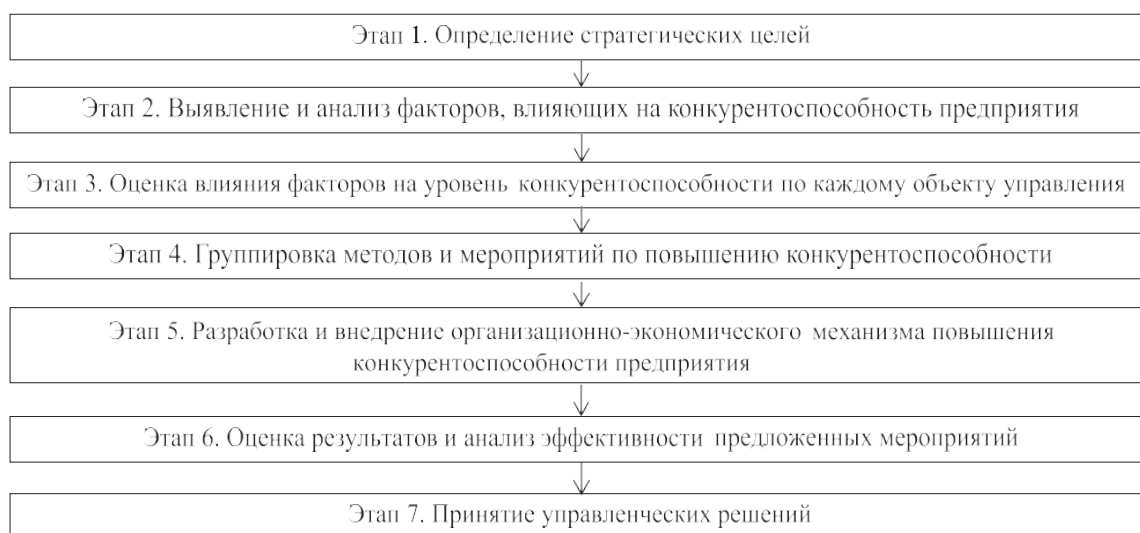 Этап 1. Определение стратегических целей
Этап 2. Выявление и анализ факторов, влияющих на конкурентоспособность предприятия
Этап 3. Оценка влияния факторов на уровень конкурентоспособности по каждому объекту управления
Этап 4. Группировка методов и мероприятий по повышению конкурентоспособности
Этап 5. Разработка и внедрение организационно-экономического механизма повышения
конкурентоспособности предприятия
Этап 6. Оценка результатов и анализ эффективности предложенных мероприятий
Этап 7. Принятие управленческих решений